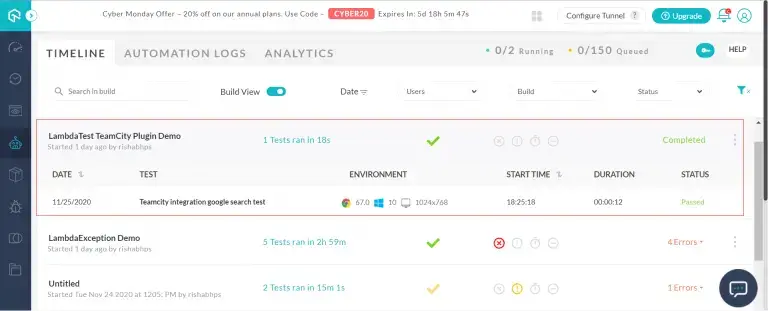 Cyber Monday Offer – 20% off on our annual plans. Use Code – CYBER20 Expires In: 5d 18h 5m 47s
Configure Tunnel ? Upgrade
TIMELINE AUTOMATION LOGS ANALYTICS 0/2 Running 0/150 Queued HELP
Search in build Build View Date Users Build Status
LambdaTest TeamCity Plugin Demo 1 Tests ran in 18s Completed
Started 1 day ago by rishabhps
DATE TEST ENVIRONMENT START TIME DURATION STATUS
11/25/2020 Teamcity integration google search test 67.0 10 1024x768 18:25:18 00:00:12 Passed
LambdaException Demo 5 Tests ran in 2h 59m 4 Errors
Started 1 day ago by rishabhps
Untitled 2 Tests ran in 15m 1s 1 Errors
Started Tue Nov 24 2020 at 1205: PM by rishabhps